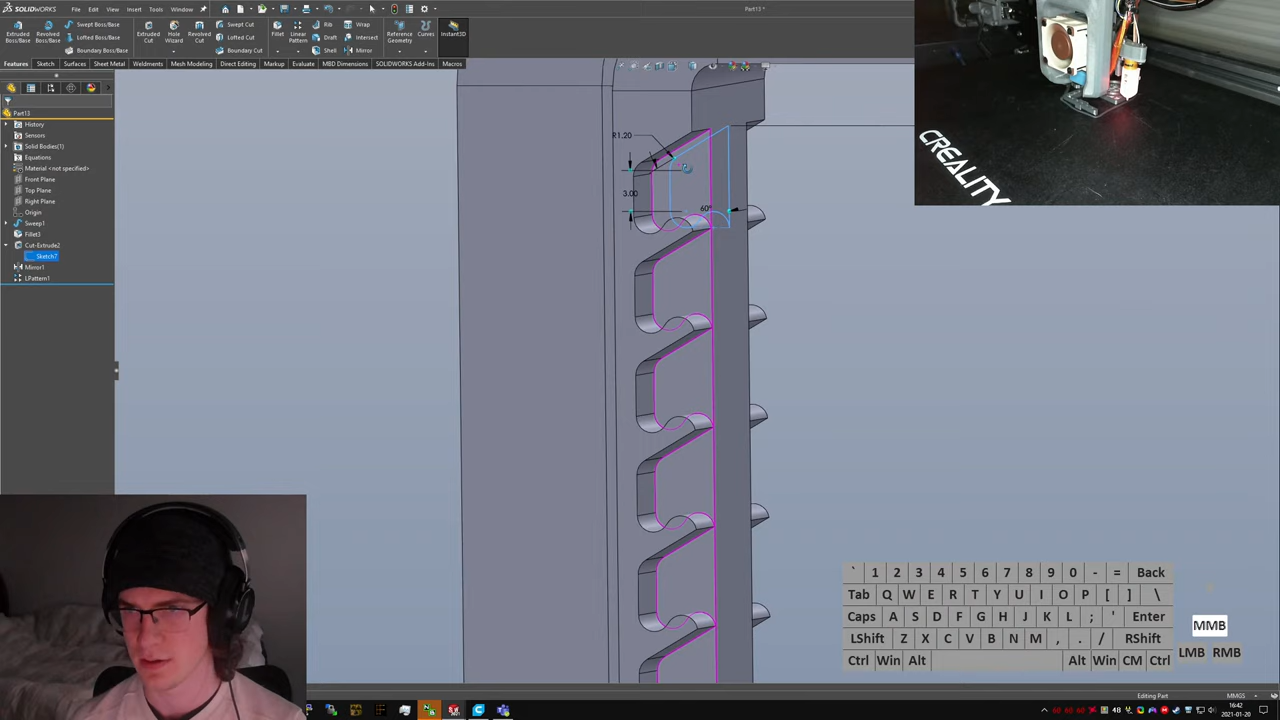 SOLIDWORKS File Edit View Insert Tools Window Part13 *
Extruded Boss/Base Revolved Boss/Base Swept Boss/Base Lofted Boss/Base Boundary Boss/Base Extruded Cut Hole Wizard Revolved Cut Swept Cut Lofted Cut Boundary Cut Fillet Linear Pattern Rib Draft Shell Wrap Intersect Mirror Reference Geometry Curves Instant3D
Features Sketch Surfaces Sheet Metal Weldments Mesh Modeling Direct Editing Markup Evaluate MBD Dimensions SOLIDWORKS Add-Ins Macros
Part13
History
Sensors
Solid Bodies(1)
Equations
Material <not specified>
Front Plane
Top Plane
Right Plane
Origin
Sweep1
Fillet3
Cut-Extrude2
Sketch7
Mirror1
LPattern1
R1.20
3.00
60°
CREALITY
` 1 2 3 4 5 6 7 8 9 0 - = Back
Tab Q W E R T Y U I O P [ ] \
Caps A S D F G H J K L ; ' Enter
LShift Z X C V B N M , . / RShift
Ctrl Win Alt Alt Win CM Ctrl
MMB
LMB RMB
Editing Part MMGS
16:42
2021-01-20